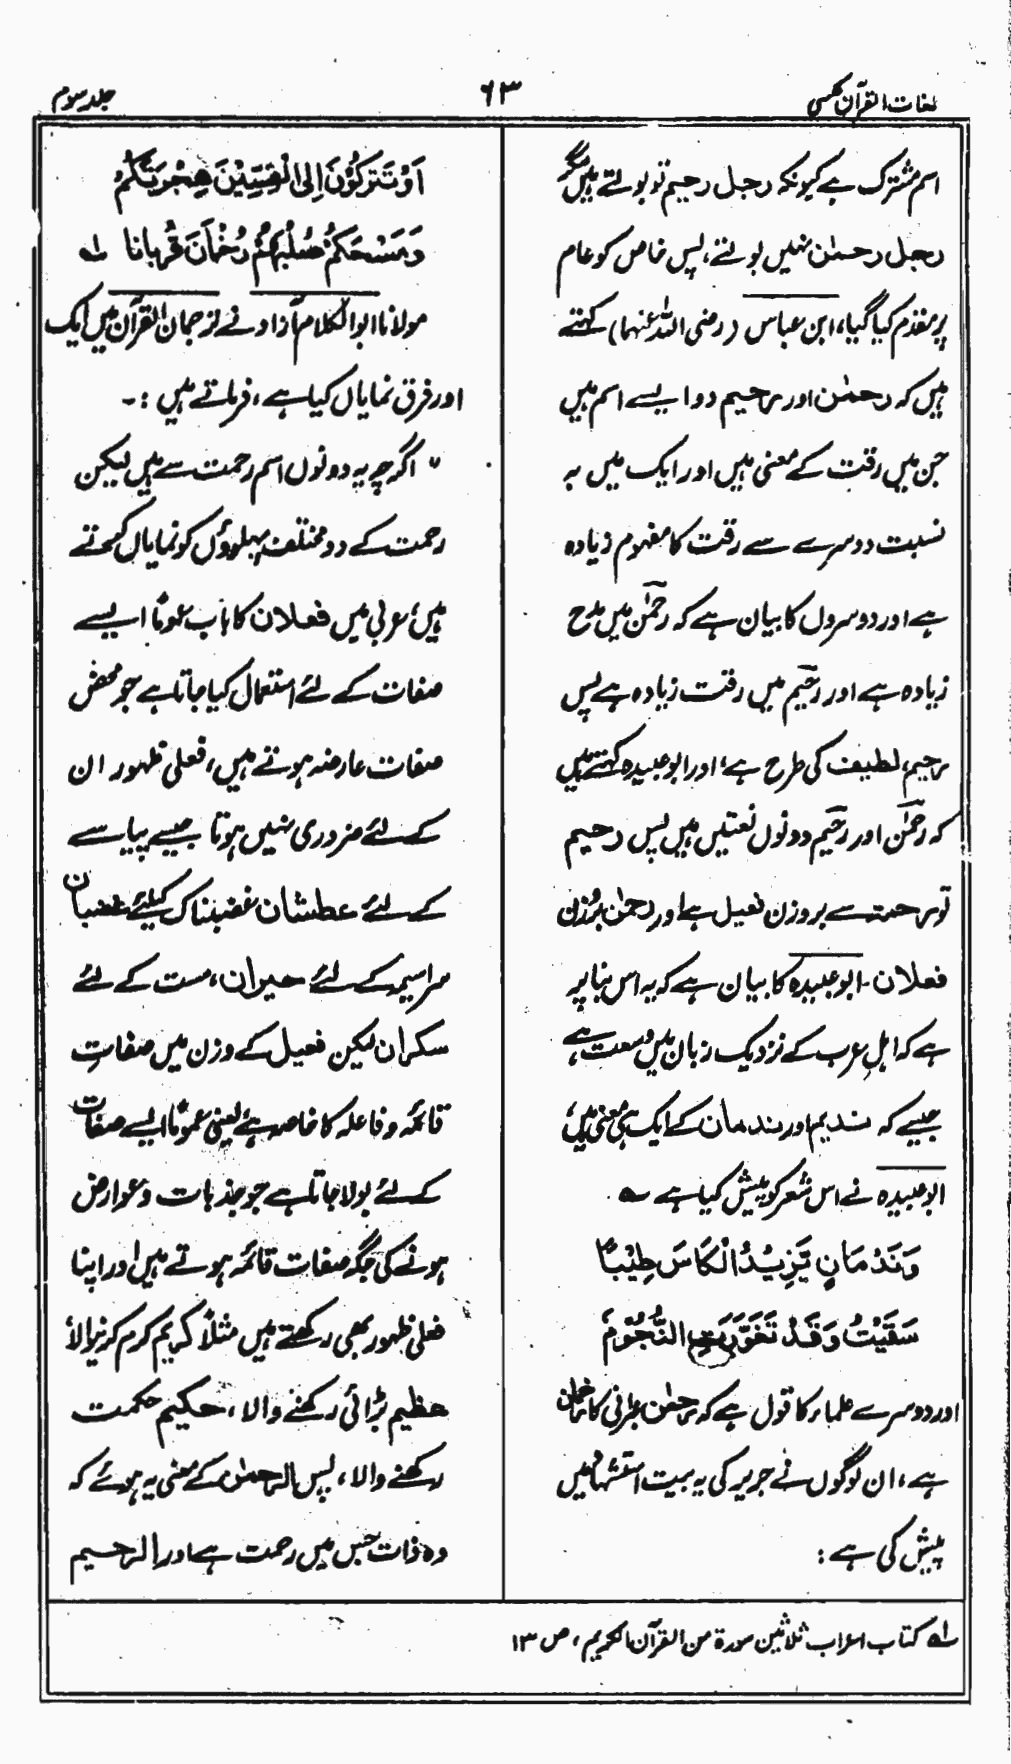 لغات القرآن عکسی
۶۳
جلد سوم
اسم مشترک ہے کیونکہ رجل رحیم تو بولتے ہیں مگر
رجل رحمٰن نہیں بولتے، پس خاص کو عام
پر مقدم کیا گیا، ابن عباس (رضی اللہ عنہما) کہتے
ہیں کہ رحمٰن اور رحیم دو ایسے اسم ہیں
جن میں رقت کے معنی ہیں اور ایک میں بہ
نسبت دوسرے سے رقت کا مفہوم زیادہ
ہے اور دوسروں کا بیان ہے کہ رحمٰن میں مدح
زیادہ ہے اور رحیم میں رقت زیادہ ہے پس
رحیم، لطیف کی طرح ہے، اور ابو عبیدہ کہتے ہیں
کہ رحمٰن اور رحیم دونوں نعتیں ہیں پس رحیم
تو رحمۃ سے بروزن فعیل ہے اور رحمٰن بروزن
فعلان۔ ابو عبیدہ کا بیان ہے کہ یہ اس بنا پر
ہے کہ اہلِ عرب کے نزدیک زبان میں وسعت ہے
جیسے کہ ندیم اور ندمان کے ایک ہی معنی ہیں،
ابو عبیدہ نے اس شعر کو پیش کیا ہے ؎
وَنَدْمَانٍ يَّزِيْدُ الْكَاسَ طِيْبًا
سَقَيْتُ وَقَدْ تَغَوَّرَتِ النُّجُوْمَ
اور دوسرے علماء کا قول ہے کہ رحمٰن عبرانی کا رخمان
ہے، ان لوگوں نے جریر کی یہ بیت استشہاد میں
پیش کی ہے :
اَوْ تَتْرُكُوْنَ اِلَى الْقِسِّيْنَ هِجْرَتَكُمْ
وَمَسْحَكُمْ صُلْبَهُمْ رُخْمَانَ قُرْبانا ۱ه
مولانا ابو الکلام آزاد نے ترجمان القرآن میں ایک
اور فرق نمایاں کیا ہے، فرماتے ہیں :۔
" اگرچہ یہ دونوں اسم رحمت سے ہیں لیکن
رحمت کے دو مختلف پہلوؤں کو نمایاں کرتے
ہیں، عربی میں فعلان کا باب عموماً ایسے
صفات کے لئے استعمال کیا جاتا ہے جو محض
صفات عارضہ ہوتے ہیں، فعلی ظہور ان
کے لئے ضروری نہیں ہوتا جیسے پیاسے
کے لئے عطشان غضبناک کیلئے غضبان
سراسیمہ کے لئے حیران، مست کے لئے
سکران لیکن فعیل کے وزن میں صفاتِ
قائمہ و فاعلہ کا خاصہ ہے یعنی عموماً ایسے صفات
کے لئے بولا جاتا ہے جو جذبات و عوارض
ہونے کی جگہ صفات قائمہ ہوتے ہیں اور اپنا
فعلی ظہور بھی رکھتے ہیں مثلاً کریم کرم کرنیوالا
عظیم بڑائی رکھنے والا، حکیم حکمت
رکھنے والا، پس الرحمٰن کے معنی یہ ہوئے کہ
وہ ذات جس میں رحمت ہے اور الرحیم
۱ه کتاب اعراب ثلاثین سورۃ من القرآن الکریم، ص ۱۳